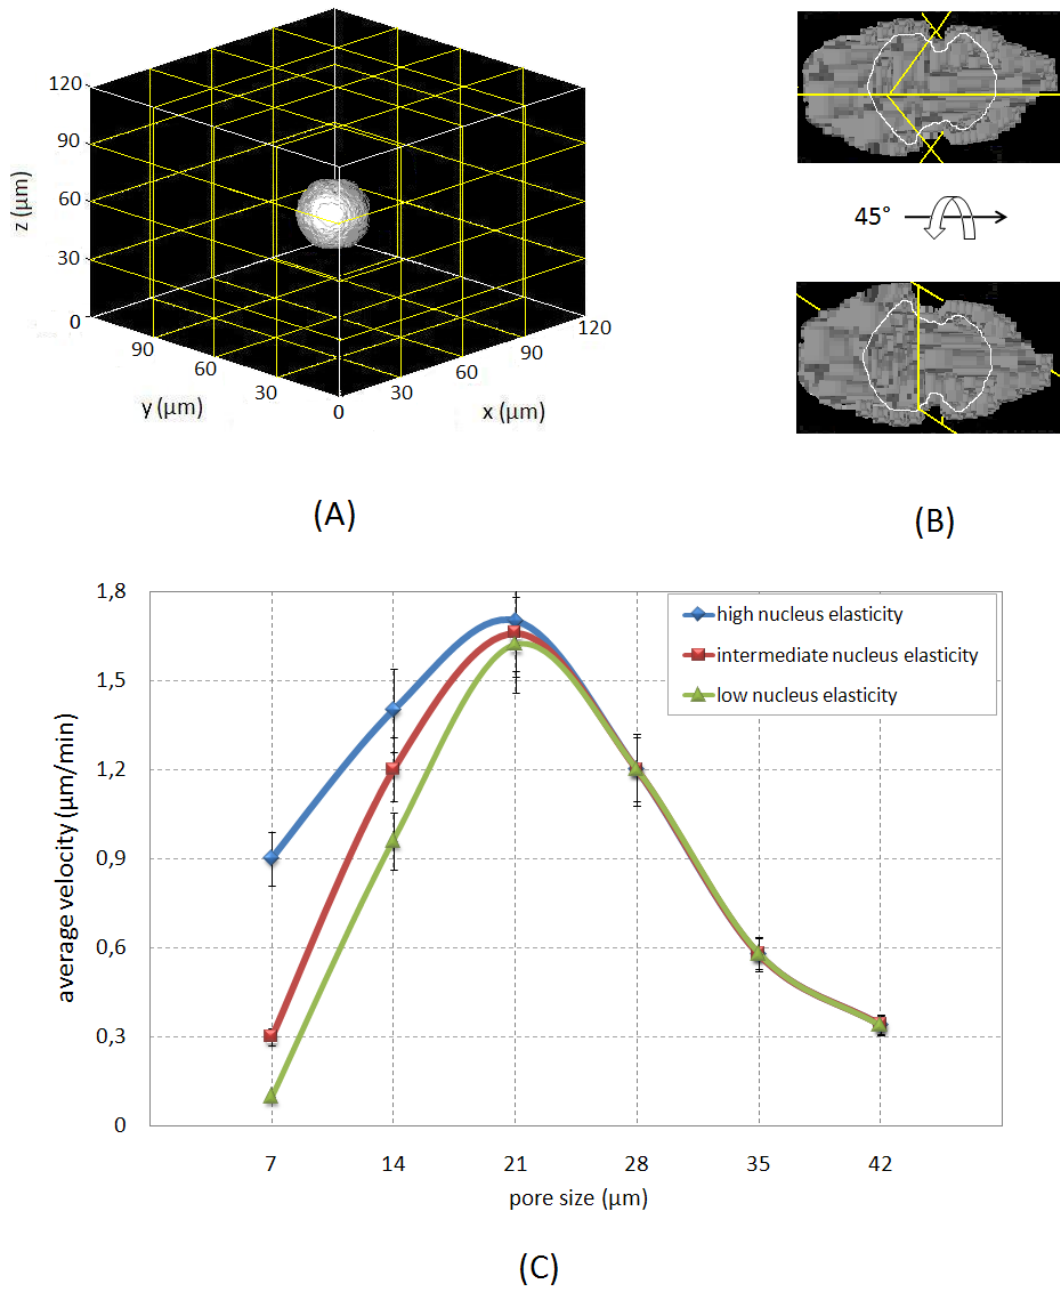 120
90
60
30
0
z (µm)
90
60
30
y (µm)
0
30
60
90
120
x (µm)
(A)
45°
(B)
1,8
1,5
1,2
0,9
0,6
0,3
0
average velocity (µm/min)
high nucleus elasticity
intermediate nucleus elasticity
low nucleus elasticity
7 14 21 28 35 42
pore size (µm)
(C)